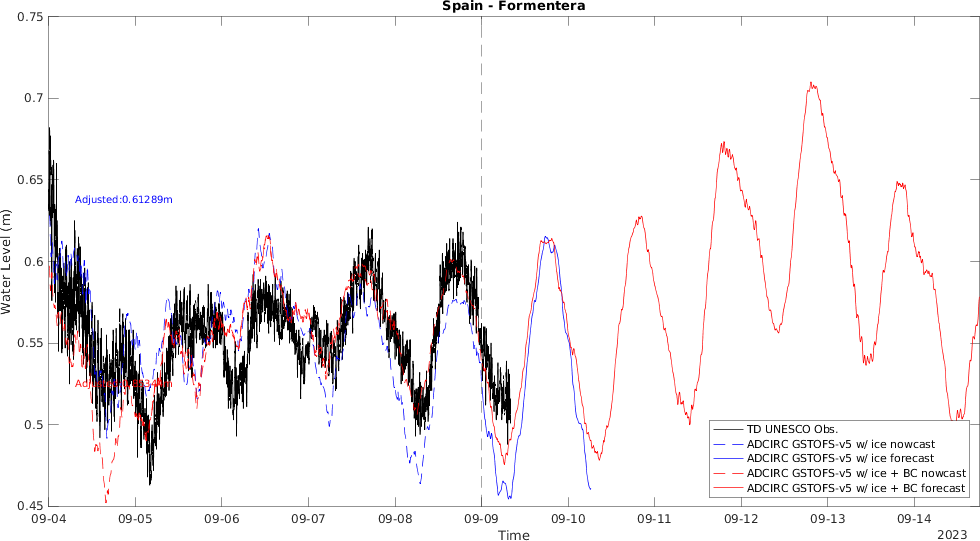 Spain - Formentera
0.75
0.7
0.65
0.6
0.55
0.5
0.45
Water Level (m)
Adjusted:0.61289m
TD UNESCO Obs.
ADCIRC GSTOFS-v5 w/ ice nowcast
ADCIRC GSTOFS-v5 w/ ice forecast
ADCIRC GSTOFS-v5 w/ ice + BC nowcast
ADCIRC GSTOFS-v5 w/ ice + BC forecast
09-04 09-05 09-06 09-07 09-08 09-09 09-10 09-11 09-12 09-13 09-14
Time
2023